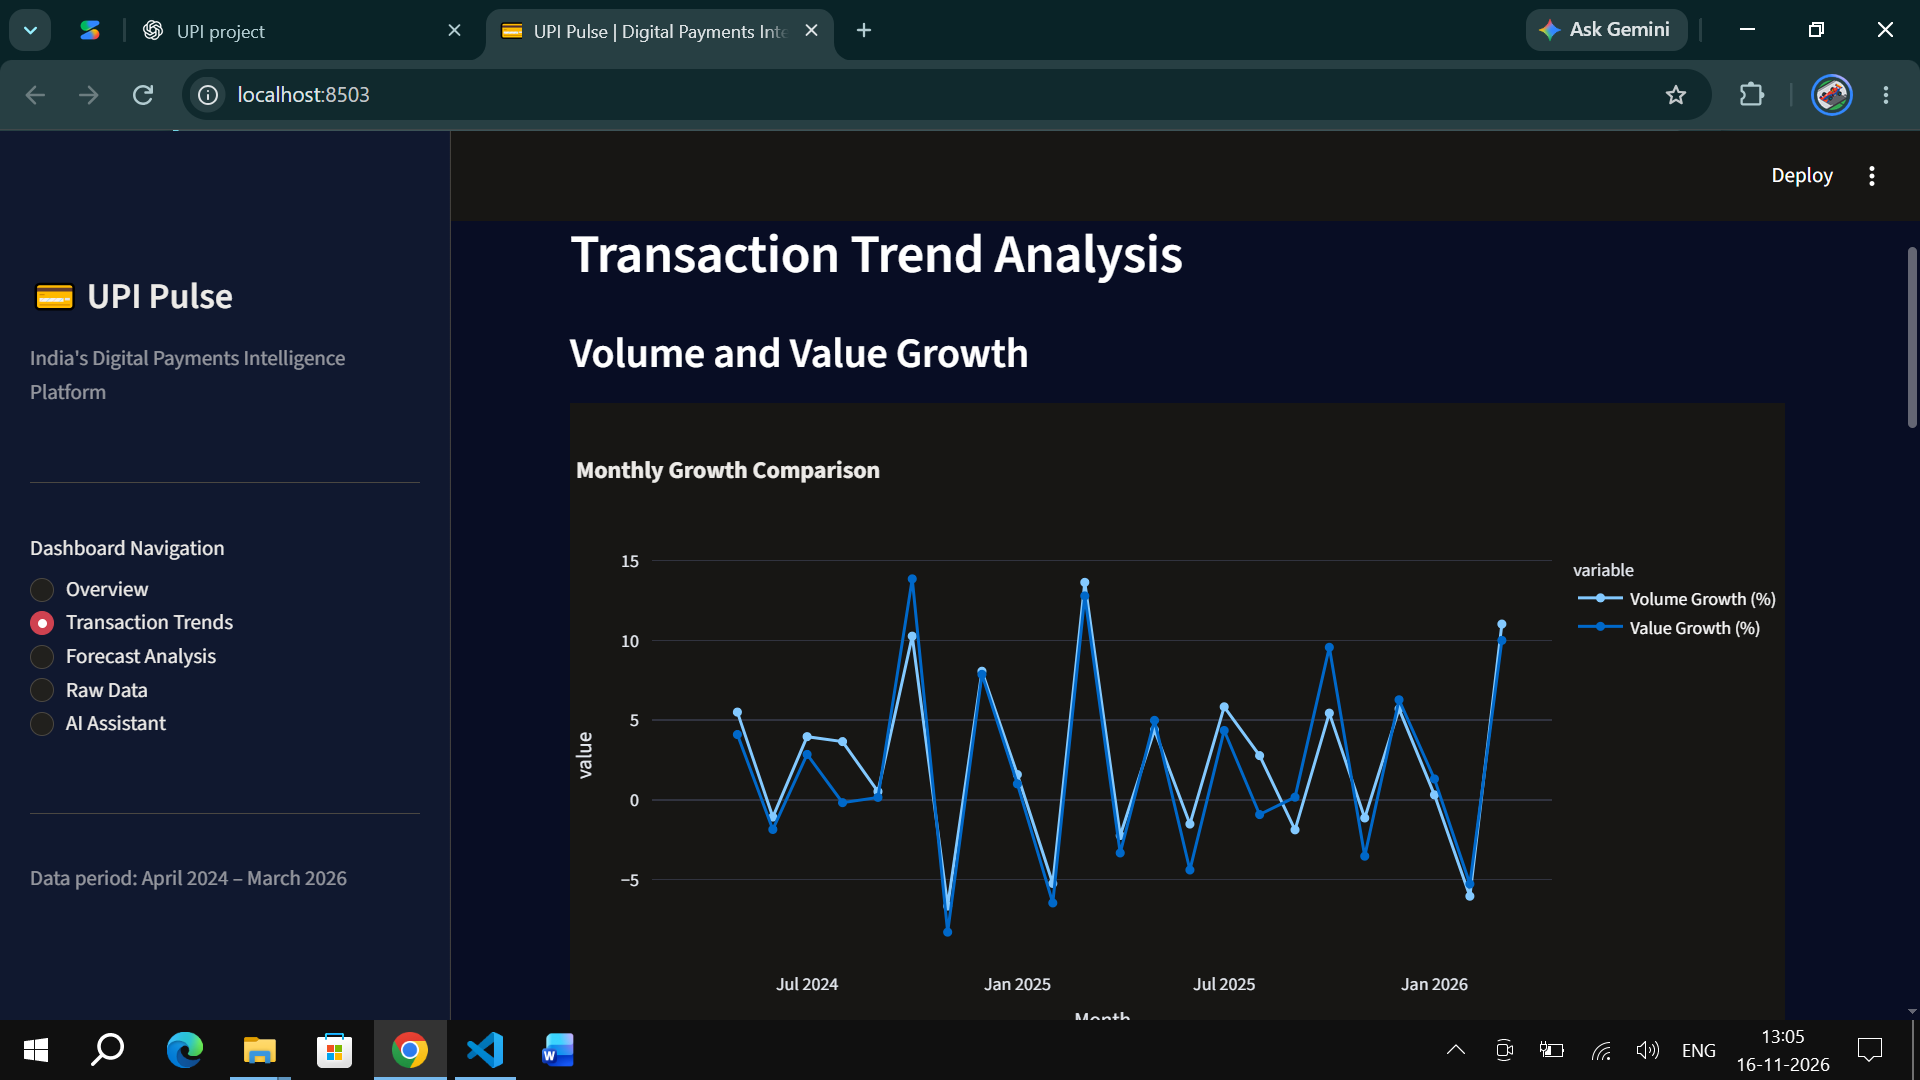 UPI project
UPI Pulse | Digital Payments Inte
Ask Gemini
localhost:8503
Deploy
UPI Pulse
India's Digital Payments Intelligence
Platform
Dashboard Navigation
Overview
Transaction Trends
Forecast Analysis
Raw Data
AI Assistant
Data period: April 2024 – March 2026
Transaction Trend Analysis
Volume and Value Growth
Monthly Growth Comparison
15
10
5
0
−5
value
Jul 2024
Jan 2025
Jul 2025
Jan 2026
Month
variable
Volume Growth (%)
Value Growth (%)
W
ENG
13:05
16-11-2026